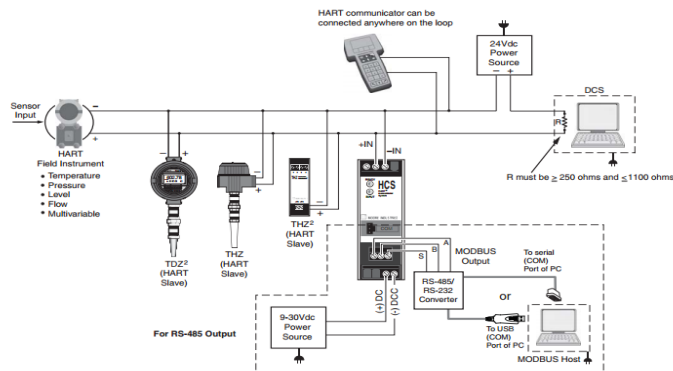 HART communicator can be
connected anywhere on the loop
24Vdc
Power
Source
– +
DCS
Sensor
Input
–
+
R
HART
Field Instrument
• Temperature
• Pressure
• Level
• Flow
• Multivariable
– +
–
+
–
+
+IN
–IN
R must be ≥ 250 ohms and ≤1100 ohms
HCS
TDZ²
(HART
Slave)
THZ
(HART
Slave)
THZ²
(HART
Slave)
S
B
A
MODBUS
Output
To serial
(COM)
Port of PC
RS-485/
RS-232
Converter
or
(+) DC
(-) DCC
9-30Vdc
Power
Source
For RS-485 Output
To USB
(COM)
Port of PC
MODBUS Host